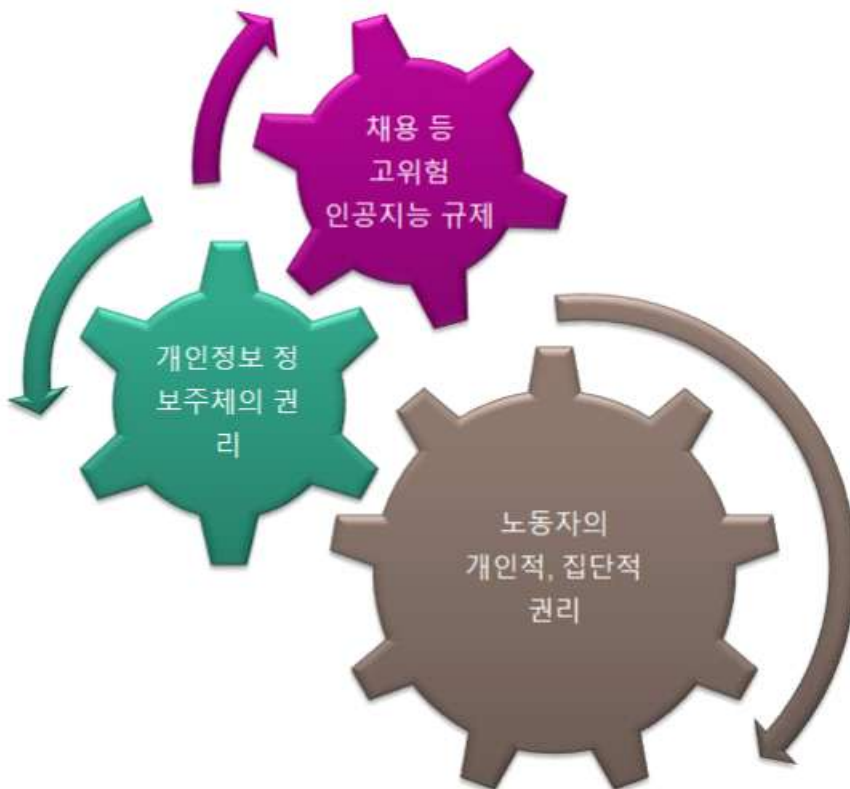 채용 등
고위험
인공지능 규제
개인정보 정
보주체의 권
리
노동자의
개인적, 집단적
권리